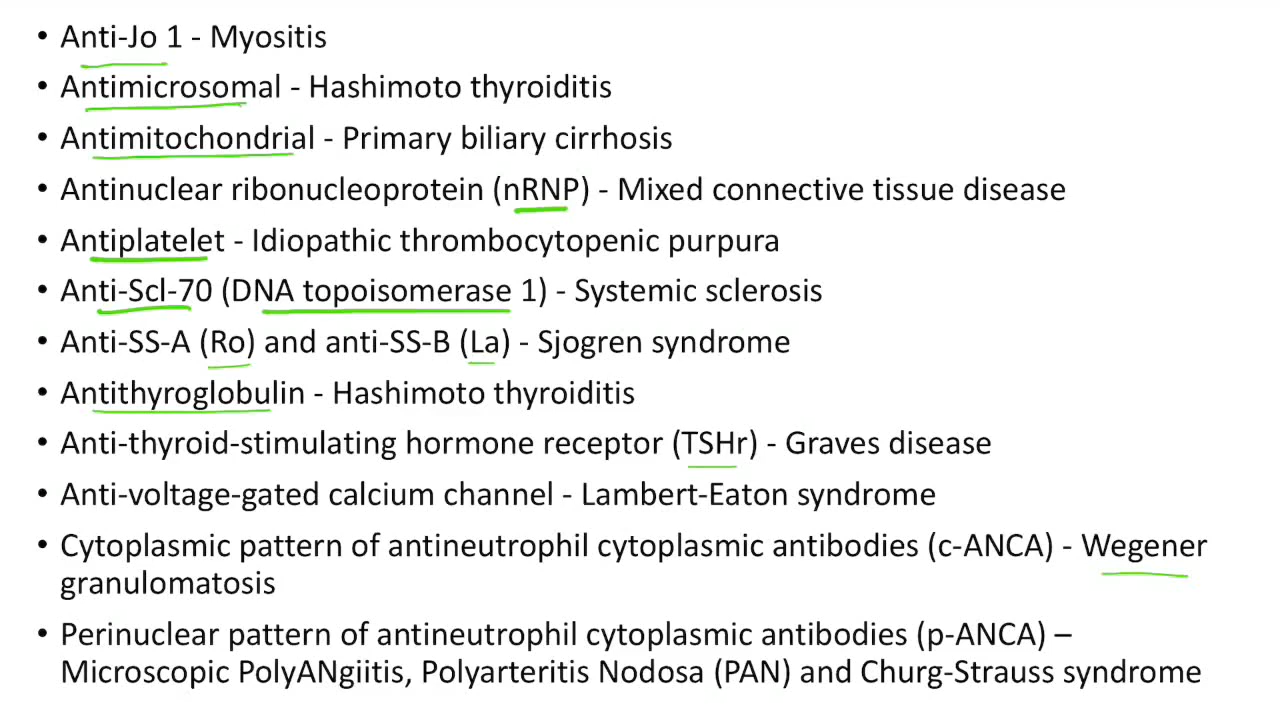 • Anti-Jo 1 - Myositis
• Antimicrosomal - Hashimoto thyroiditis
• Antimitochondrial - Primary biliary cirrhosis
• Antinuclear ribonucleoprotein (nRNP) - Mixed connective tissue disease
• Antiplatelet - Idiopathic thrombocytopenic purpura
• Anti-Scl-70 (DNA topoisomerase 1) - Systemic sclerosis
• Anti-SS-A (Ro) and anti-SS-B (La) - Sjogren syndrome
• Antithyroglobulin - Hashimoto thyroiditis
• Anti-thyroid-stimulating hormone receptor (TSHr) - Graves disease
• Anti-voltage-gated calcium channel - Lambert-Eaton syndrome
• Cytoplasmic pattern of antineutrophil cytoplasmic antibodies (c-ANCA) - Wegener
granulomatosis
• Perinuclear pattern of antineutrophil cytoplasmic antibodies (p-ANCA) –
Microscopic PolyANgiitis, Polyarteritis Nodosa (PAN) and Churg-Strauss syndrome